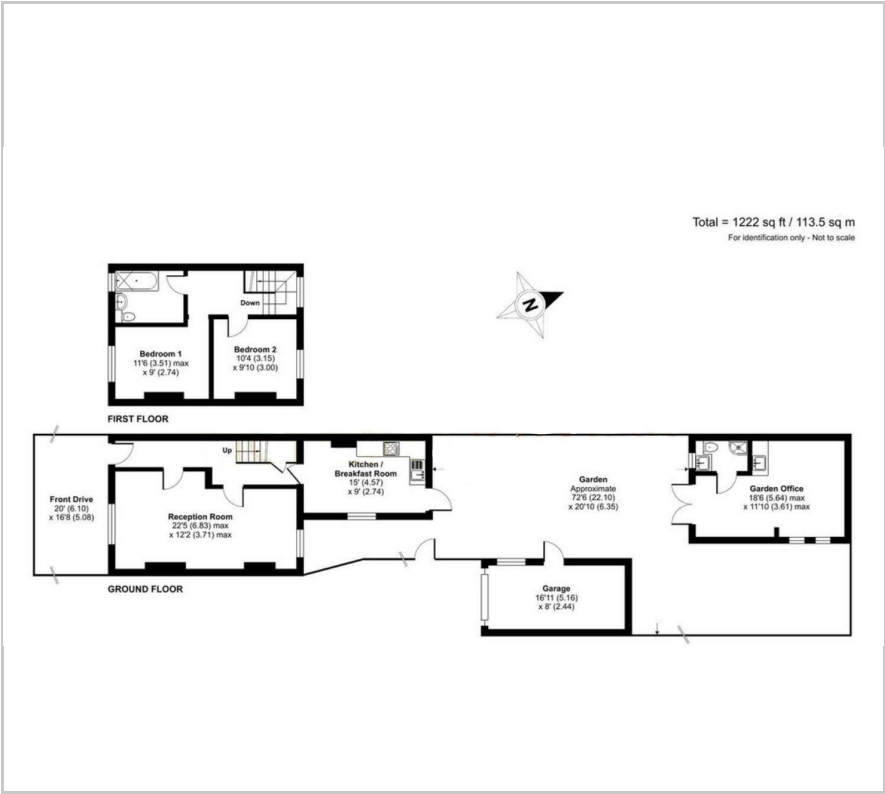 Total = 1222 sq ft / 113.5 sq m
For identification only - Not to scale
N
Down
Bedroom 1
11'6 (3.51) max
x 9' (2.74)
Bedroom 2
10'4 (3.15)
x 9'10 (3.00)
FIRST FLOOR
Up
Kitchen /
Breakfast Room
15' (4.57)
x 9' (2.74)
Front Drive
20' (6.10)
x 16'8 (5.08)
Reception Room
22'5 (6.83) max
x 12'2 (3.71) max
Garden
Approximate
72'6 (22.10)
x 20'10 (6.35)
Garden Office
18'6 (5.64) max
x 11'10 (3.61) max
GROUND FLOOR
Garage
16'11 (5.16)
x 8' (2.44)